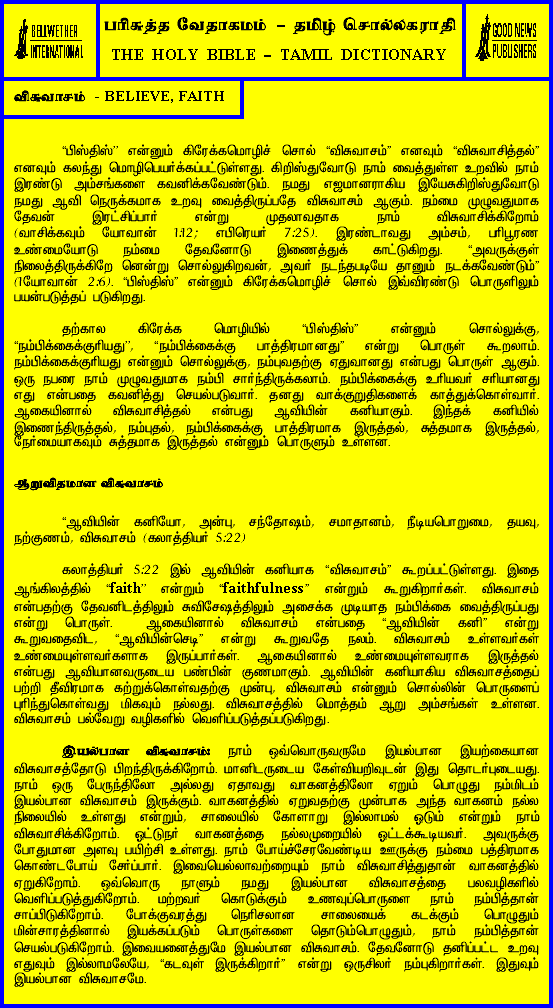 BELLWETHER
INTERNATIONAL
பரிசுத்த வேதாகமம் – தமிழ் சொல்லகராதி
THE HOLY BIBLE – TAMIL DICTIONARY
GOOD NEWS
PUBLISHERS
விசுவாசம் - BELIEVE, FAITH
“பிஸ்திஸ்” என்னும் கிரேக்கமொழிச் சொல் “விசுவாசம்” எனவும் “விசுவாசித்தல்”
எனவும் கலந்து மொழிபெயர்க்கப்பட்டுள்ளது. கிறிஸ்துவோடு நாம் வைத்துள்ள உறவில் நாம்
இரண்டு அம்சங்களை கவனிக்கவேண்டும். நமது எஜமானராகிய இயேசுகிறிஸ்துவோடு
நமது ஆவி நெருக்கமாக உறவு வைத்திருப்பதே விசுவாசம் ஆகும். நம்மை முழுவதுமாக
தேவன் இரட்சிப்பார் என்று முதலாவதாக நாம் விசுவாசிக்கிறோம்
(வாசிக்கவும் யோவான் 1:12; எபிரெயர் 7:25). இரண்டாவது அம்சம், பரிபூரண
உண்மையோடு நம்மை தேவனோடு இணைத்துக் காட்டுகிறது. “அவருக்குள்
நிலைத்திருக்கிறே னென்று சொல்லுகிறவன், அவர் நடந்தபடியே தானும் நடக்கவேண்டும்”
(1யோவான் 2:6). “பிஸ்திஸ்” என்னும் கிரேக்கமொழிச் சொல் இவ்விரண்டு பொருளிலும்
பயன்படுத்தப் படுகிறது.
தற்கால கிரேக்க மொழியில் “பிஸ்திஸ்” என்னும் சொல்லுக்கு,
“நம்பிக்கைக்குரியது”, “நம்பிக்கைக்கு பாத்திரமானது” என்று பொருள் கூறலாம்.
நம்பிக்கைக்குரியது என்னும் சொல்லுக்கு, நம்புவதற்கு ஏதுவானது என்பது பொருள் ஆகும்.
ஒரு நபரை நாம் முழுவதுமாக நம்பி சார்ந்திருக்கலாம். நம்பிக்கைக்கு உரியவர் சரியானது
எது என்பதை கவனித்து செயல்படுவார். தனது வாக்குறுதிகளைக் காத்துக்கொள்வார்.
ஆகையினால் விசுவாசித்தல் என்பது ஆவியின் கனியாகும். இந்தக் கனியில்
இணைந்திருத்தல், நம்புதல், நம்பிக்கைக்கு பாத்திரமாக இருத்தல், சுத்தமாக இருத்தல்,
நேர்மையாகவும் சுத்தமாக இருத்தல் என்னும் பொருளும் உள்ளன.
ஆறுவிதமான விசுவாசம்
“ஆவியின் கனியோ, அன்பு, சந்தோஷம், சமாதானம், நீடியபொறுமை, தயவு,
நற்குணம், விசுவாசம் (கலாத்தியர் 5:22)
கலாத்தியர் 5:22 இல் ஆவியின் கனியாக “விசுவாசம்” கூறப்பட்டுள்ளது. இதை
ஆங்கிலத்தில் “faith” என்றும் “faithfulness” என்றும் கூறுகிறார்கள். விசுவாசம்
என்பதற்கு தேவனிடத்திலும் சுவிசேஷத்திலும் அசைக்க முடியாத நம்பிக்கை வைத்திருப்பது
என்று பொருள். ஆகையினால் விசுவாசம் என்பதை “ஆவியின் கனி” என்று
கூறுவதைவிட, “ஆவியின்செடி” என்று கூறுவதே நலம். விசுவாசம் உள்ளவர்கள்
உண்மையுள்ளவர்களாக இருப்பார்கள். ஆகையினால் உண்மையுள்ளவராக இருத்தல்
என்பது ஆவியானவருடைய பண்பின் குணமாகும். ஆவியின் கனியாகிய விசுவாசத்தைப்
பற்றி தீவிரமாக கற்றுக்கொள்வதற்கு முன்பு, விசுவாசம் என்னும் சொல்லின் பொருளைப்
புரிந்துகொள்வது மிகவும் நல்லது. விசுவாசத்தில் மொத்தம் ஆறு அம்சங்கள் உள்ளன.
விசுவாசம் பல்வேறு வழிகளில் வெளிப்படுத்தப்படுகிறது.
இயல்பான விசுவாசம்: நாம் ஒவ்வொருவருமே இயல்பான இயற்கையான
விசுவாசத்தோடு பிறந்திருக்கிறோம். மானிடருடைய கேள்வியறிவுடன் இது தொடர்புடையது.
நாம் ஒரு பேருந்திலோ அல்லது ஏதாவது வாகனத்திலோ ஏறும் பொழுது நம்மிடம்
இயல்பான விசுவாசம் இருக்கும். வாகனத்தில் ஏறுவதற்கு முன்பாக அந்த வாகனம் நல்ல
நிலையில் உள்ளது என்றும், சாலையில் கோளாறு இல்லாமல் ஓடும் என்றும் நாம்
விசுவாசிக்கிறோம். ஓட்டுநர் வாகனத்தை நல்லமுறையில் ஓட்டக்கூடியவர். அவருக்கு
போதுமான அளவு பயிற்சி உள்ளது. நாம் போய்ச்சேரவேண்டிய ஊருக்கு நம்மை பத்திரமாக
கொண்டபோய் சேர்ப்பார். இவையெல்லாவற்றையும் நாம் விசுவாசித்துதான் வாகனத்தில்
ஏறுகிறோம். ஒவ்வொரு நாளும் நமது இயல்பான விசுவாசத்தை பலவழிகளில்
வெளிப்படுத்துகிறோம். மற்றவர் கொடுக்கும் உணவுப்பொருளை நாம் நம்பித்தான்
சாப்பிடுகிறோம். போக்குவரத்து நெரிசலான சாலையைக் கடக்கும் பொழுதும்
மின்சாரத்தினால் இயக்கப்படும் பொருள்களை தொடும்பொழுதும், நாம் நம்பித்தான்
செயல்படுகிறோம். இவையனைத்துமே இயல்பான விசுவாசம். தேவனோடு தனிப்பட்ட உறவு
எதுவும் இல்லாமலேயே, “கடவுள் இருக்கிறார்” என்று ஒருசிலர் நம்புகிறார்கள். இதுவும்
இயல்பான விசுவாசமே.